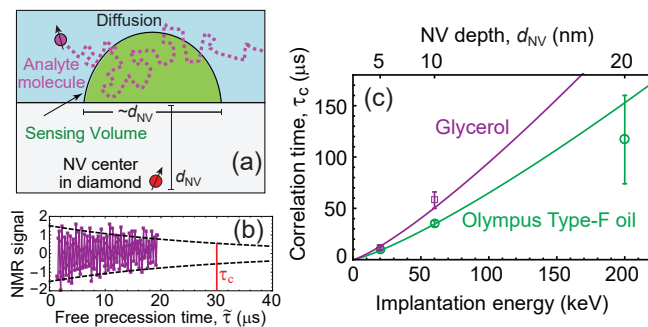 Diffusion
Analyte
molecule
~d_NV
Sensing Volume
d_NV
NV center
in diamond
(a)
(b)
NMR signal
2
1
0
-1
-2
τ_c
0 10 20 30 40
Free precession time, τ̃ (μs)
NV depth, d_NV (nm)
5 10 20
(c)
Correlation time, τ_c (μs)
150
100
50
0
Glycerol
Olympus Type-F oil
0 50 100 150 200
Implantation energy (keV)